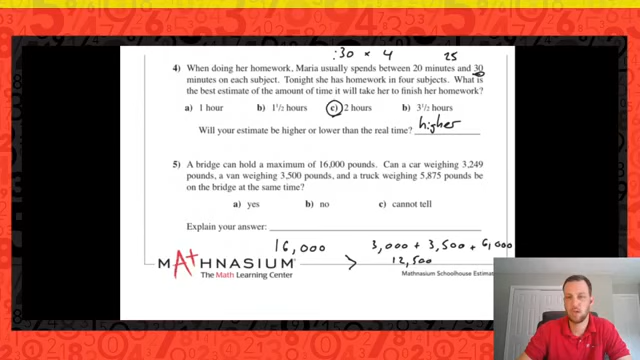 :30 x 4 25
4) When doing her homework, Maria usually spends between 20 minutes and 30
minutes on each subject. Tonight she has homework in four subjects. What is
the best estimate of the amount of time it will take her to finish her homework?
a) 1 hour b) 1 1/2 hours c) 2 hours b) 3 1/2 hours
Will your estimate be higher or lower than the real time? higher
5) A bridge can hold a maximum of 16,000 pounds. Can a car weighing 3,249
pounds, a van weighing 3,500 pounds, and a truck weighing 5,875 pounds be
on the bridge at the same time?
a) yes b) no c) cannot tell
Explain your answer:
16,000 > 3,000 + 3,500 + 6,000
12,500
MATHNASIUM
The Math Learning Center
Mathnasium Schoolhouse